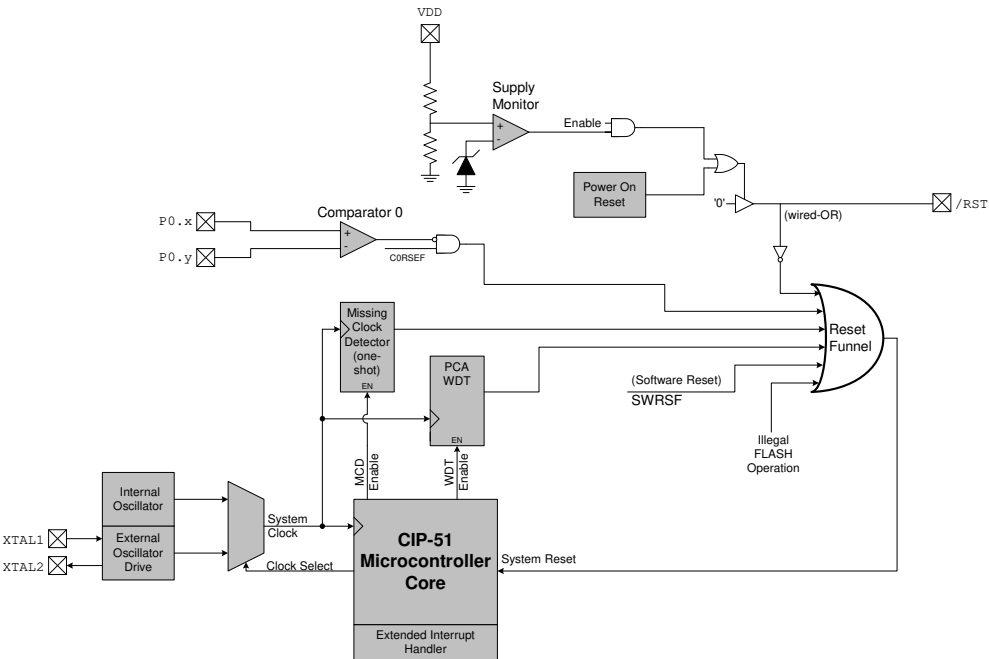 VDD
Supply
Monitor
+
-
Enable
Power On
Reset
'0'
(wired-OR)
/RST
P0.x
P0.y
Comparator 0
+
-
C0RSEF
Missing
Clock
Detector
(one-
shot)
EN
PCA
WDT
EN
Reset
Funnel
(Software Reset)
SWRSF
Illegal
FLASH
Operation
MCD
Enable
WDT
Enable
Internal
Oscillator
External
Oscillator
Drive
XTAL1
XTAL2
System
Clock
Clock Select
CIP-51
Microcontroller
Core
System Reset
Extended Interrupt
Handler